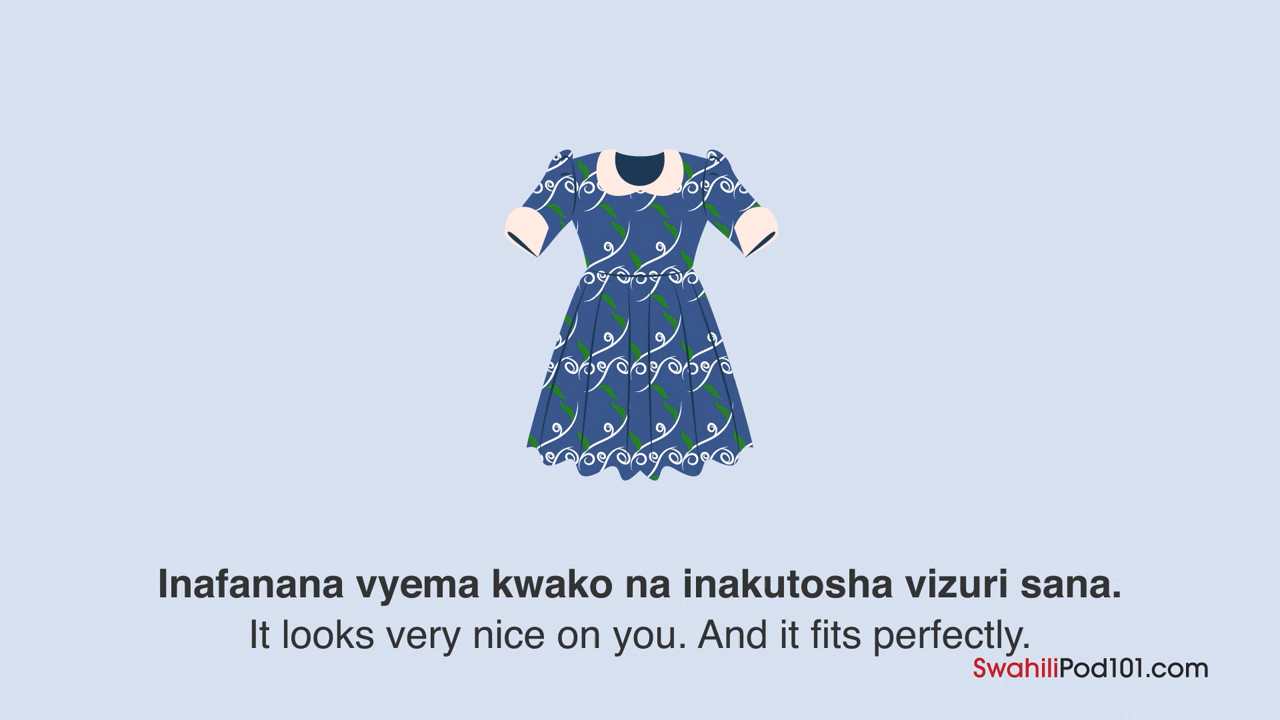 Inafanana vyema kwako na inakutosha vizuri sana.
It looks very nice on you. And it fits perfectly.
SwahiliPod101.com